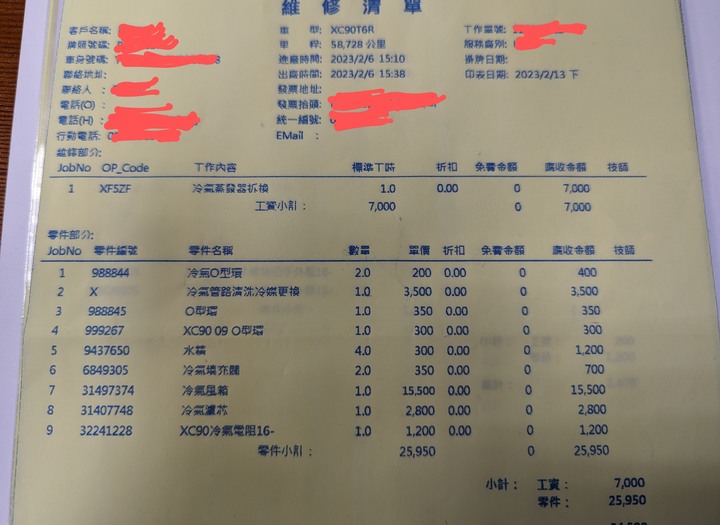 維修清單
客戶名稱: 車 型: XC90T6R 工作單號:
牌照號碼: 車 程: 58,728 公里 服務廠別:
車身號碼: 進廠時間: 2023/2/6 15:10 掛牌日期:
聯絡地址: 出廠時間: 2023/2/6 15:38 印表日期: 2023/2/13 下
聯絡人 : 發票地址:
電話(O) : 發票抬頭:
電話(H) : 統一編號:
行動電話: EMail :
維修部分:
JobNo OP_Code 工作內容 標準工時 折扣 免費金額 應收金額 技師
1 XF5ZF 冷氣蒸發器拆換 1.0 0.00 0 7,000
工資小計: 7,000 0 7,000
零件部分:
JobNo 零件編號 零件名稱 數量 單價 折扣 免費金額 應收金額 技師
1 988844 冷氣O型環 2.0 200 0.00 0 400
2 X 冷氣管路清洗冷媒更換 1.0 3,500 0.00 0 3,500
3 988845 O型環 1.0 350 0.00 0 350
4 999267 XC90 09 O型環 1.0 300 0.00 0 300
5 9437650 水精 4.0 300 0.00 0 1,200
6 6849305 冷氣填充閥 2.0 350 0.00 0 700
7 31497374 冷氣風箱 1.0 15,500 0.00 0 15,500
8 31407748 冷氣濾芯 1.0 2,800 0.00 0 2,800
9 32241228 XC90冷氣電阻16- 1.0 1,200 0.00 0 1,200
零件小計: 25,950 0 25,950
小計: 工資: 7,000
零件: 25,950